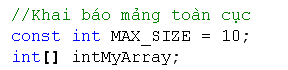 //Khai báo mảng toàn cục
const int MAX_SIZE = 10;
int[] intMyArray;